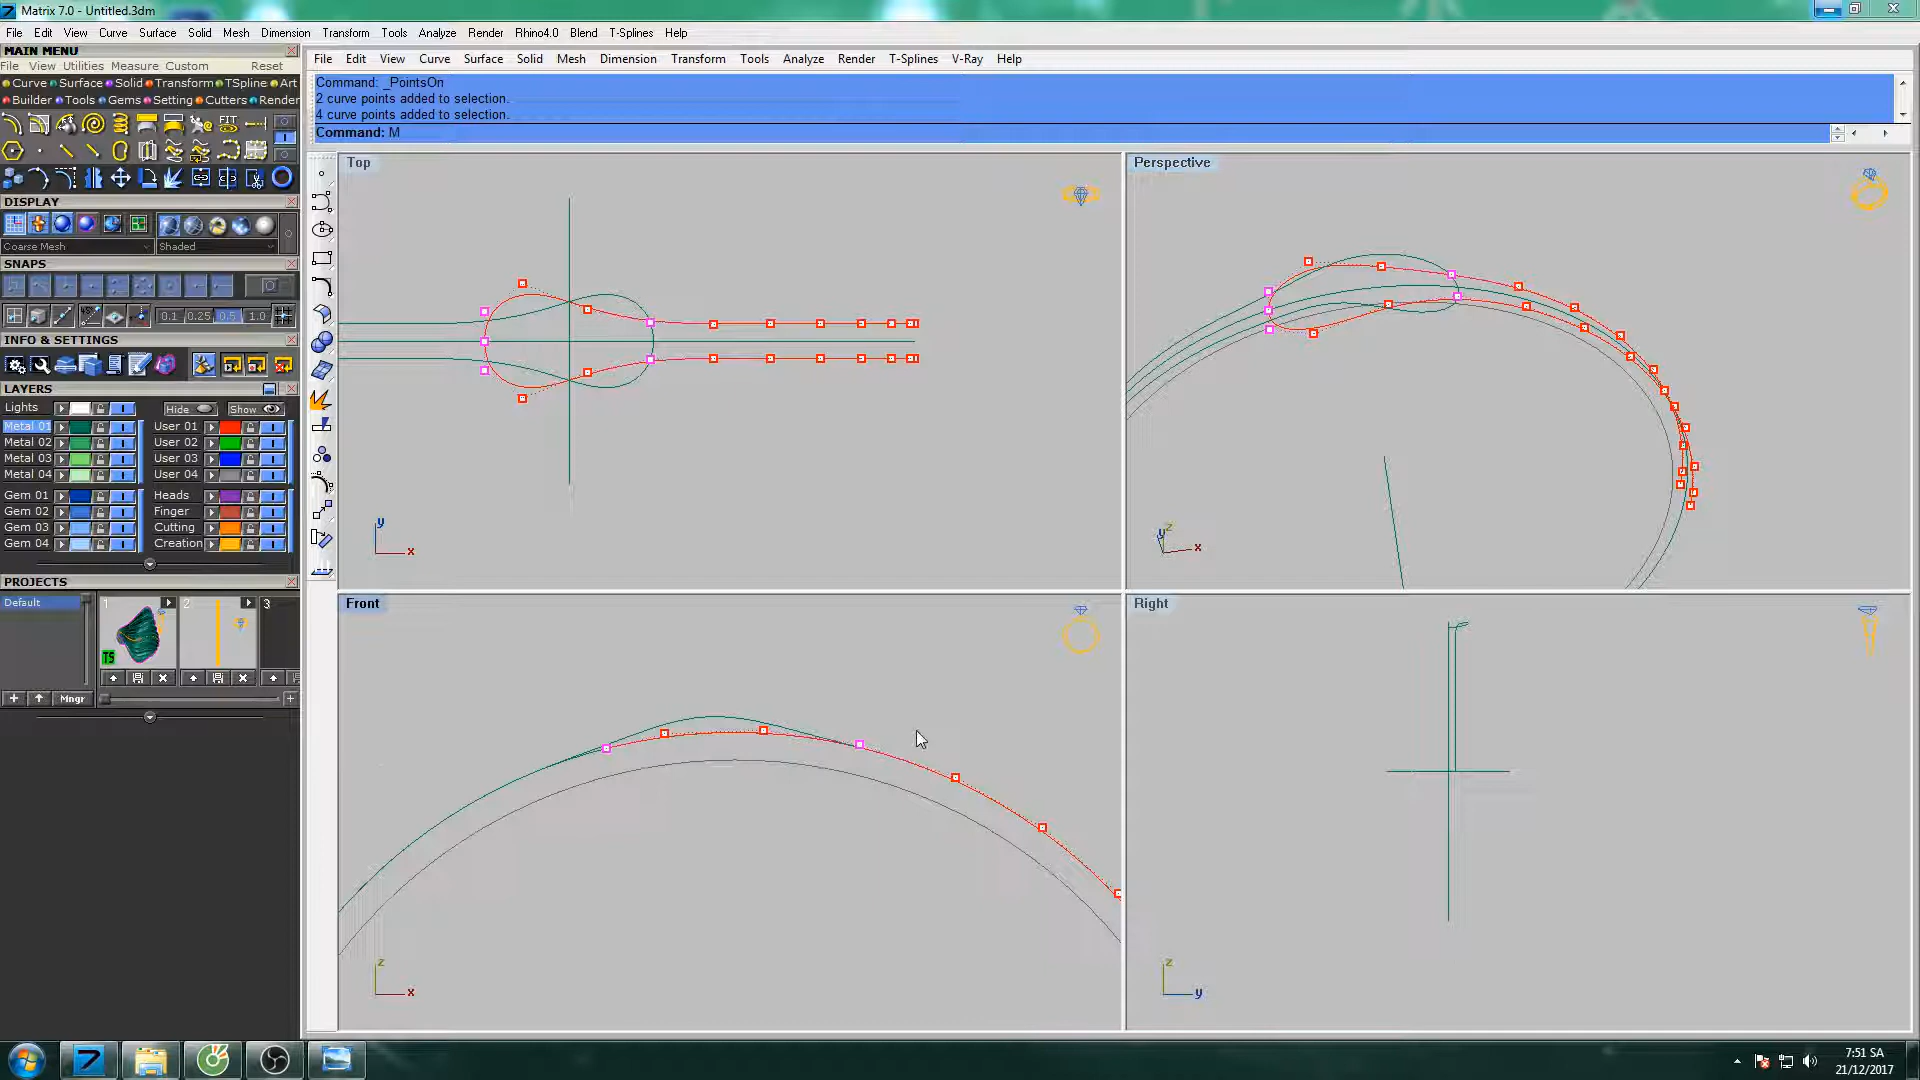 Matrix 7.0 - Untitled.3dm
File Edit View Curve Surface Solid Mesh Dimension Transform Tools Analyze Render Rhino4.0 Blend T-Splines Help
MAIN MENU
File View Utilities Measure Custom Reset
Curve Surface Solid Transform TSpline Art
Builder Tools Gems Setting Cutters Render
FIT
DISPLAY
Coarse Mesh Shaded
SNAPS
0.1 0.25 0.5 1.0
INFO & SETTINGS
LAYERS
Lights Hide Show
Metal 01 User 01
Metal 02 User 02
Metal 03 User 03
Metal 04 User 04
Gem 01 Heads
Gem 02 Finger
Gem 03 Cutting
Gem 04 Creation
PROJECTS
Default 1 2 3
TS
Mngr
File Edit View Curve Surface Solid Mesh Dimension Transform Tools Analyze Render T-Splines V-Ray Help
Command: _PointsOn
2 curve points added to selection.
4 curve points added to selection.
Command: M
Top
y
x
Perspective
z
y
x
Front
z
x
Right
z
y
7:51 SA
21/12/2017